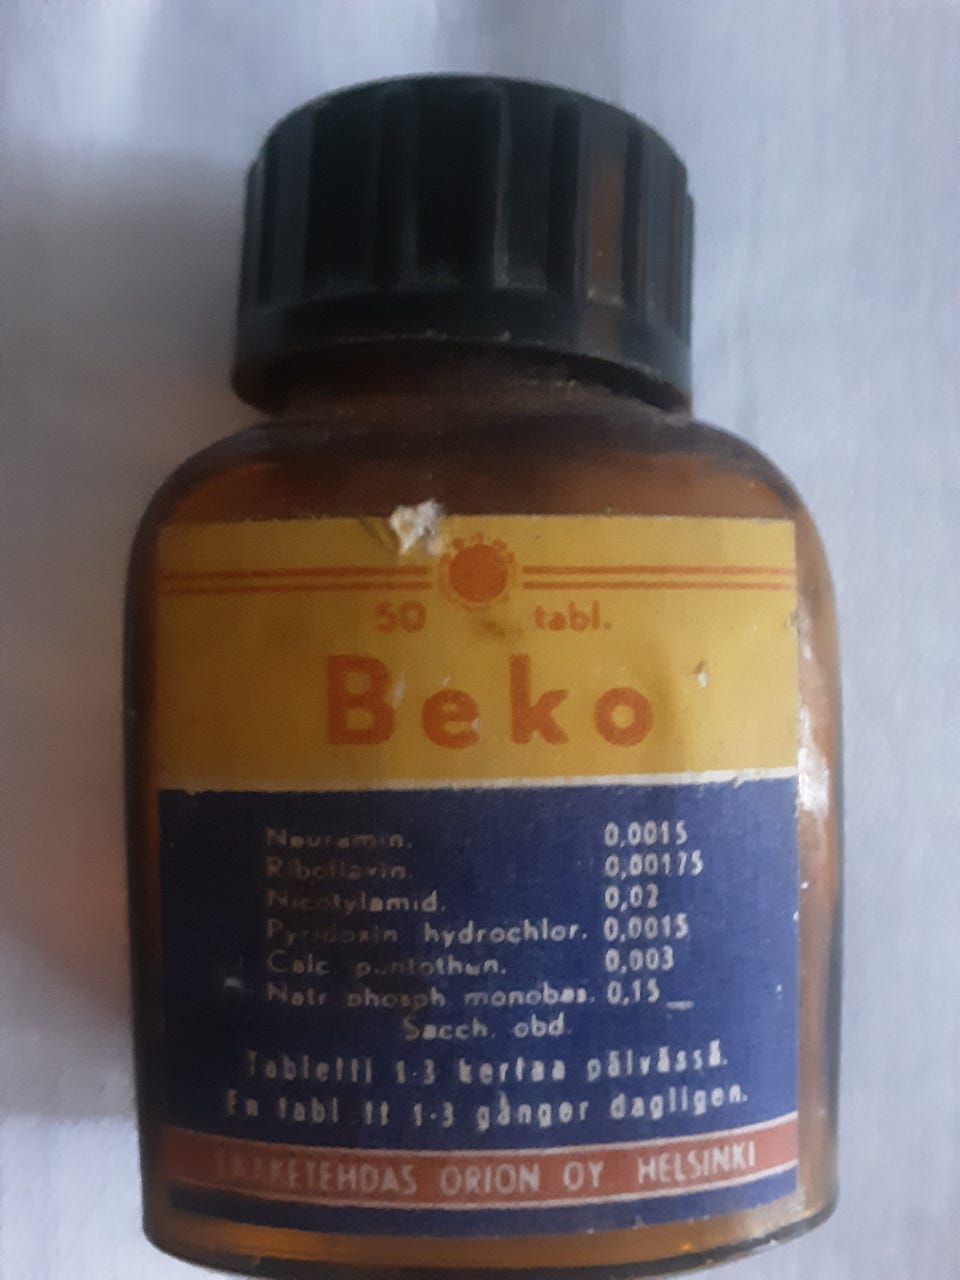 50 tabl.
Beko
Neuramin. 0,0015
Riboflavin. 0,00175
Nicotylamid. 0,02
Pyridoxin hydrochlor. 0,0015
Calc pantothen. 0,003
Natr phosph. monobas. 0,15
Sacch. obd.
Tabletti 1-3 kertaa päivässä.
En tabl tt 1-3 gånger dagligen.
LÄÄKETEHDAS ORION OY HELSINKI